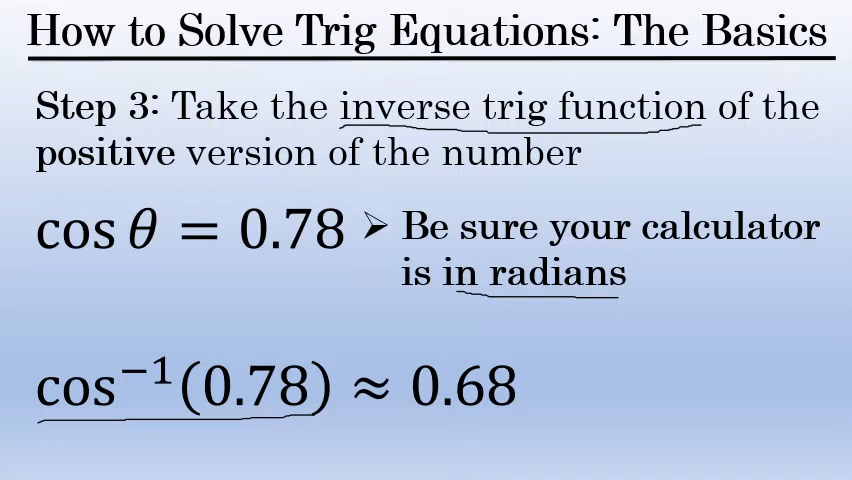 How to Solve Trig Equations: The Basics
Step 3: Take the inverse trig function of the
positive version of the number
cos θ = 0.78
➢ Be sure your calculator
is in radians
cos⁻¹(0.78) ≈ 0.68